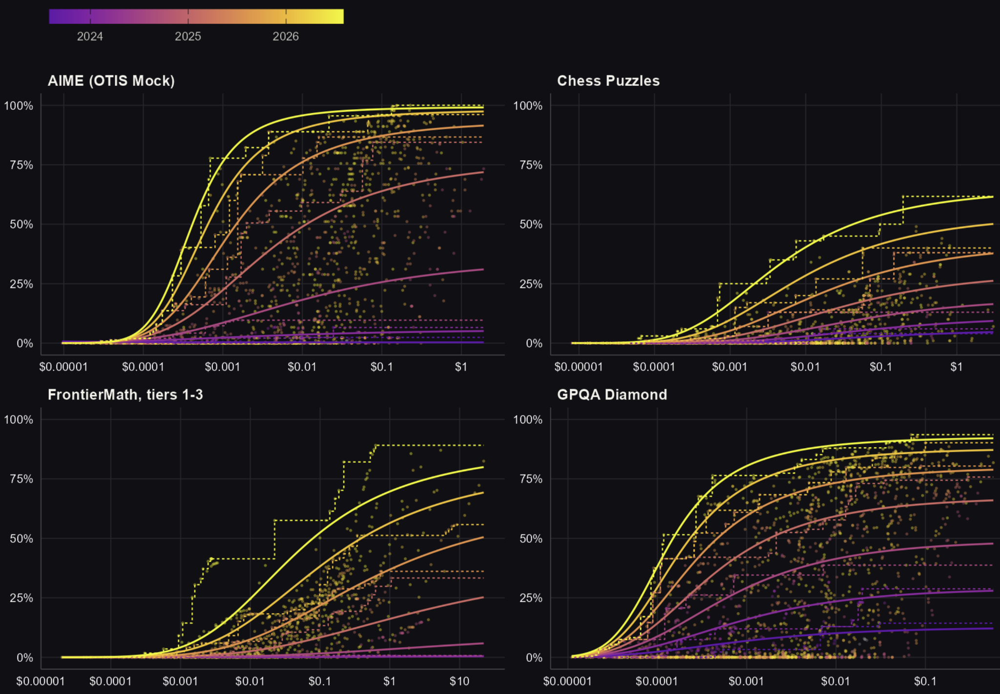 2024 2025 2026
AIME (OTIS Mock)
100%
75%
50%
25%
0%
$0.00001 $0.0001 $0.001 $0.01 $0.1 $1
Chess Puzzles
100%
75%
50%
25%
0%
$0.00001 $0.0001 $0.001 $0.01 $0.1 $1
FrontierMath, tiers 1-3
100%
75%
50%
25%
0%
$0.00001 $0.0001 $0.001 $0.01 $0.1 $1 $10
GPQA Diamond
100%
75%
50%
25%
0%
$0.00001 $0.0001 $0.001 $0.01 $0.1